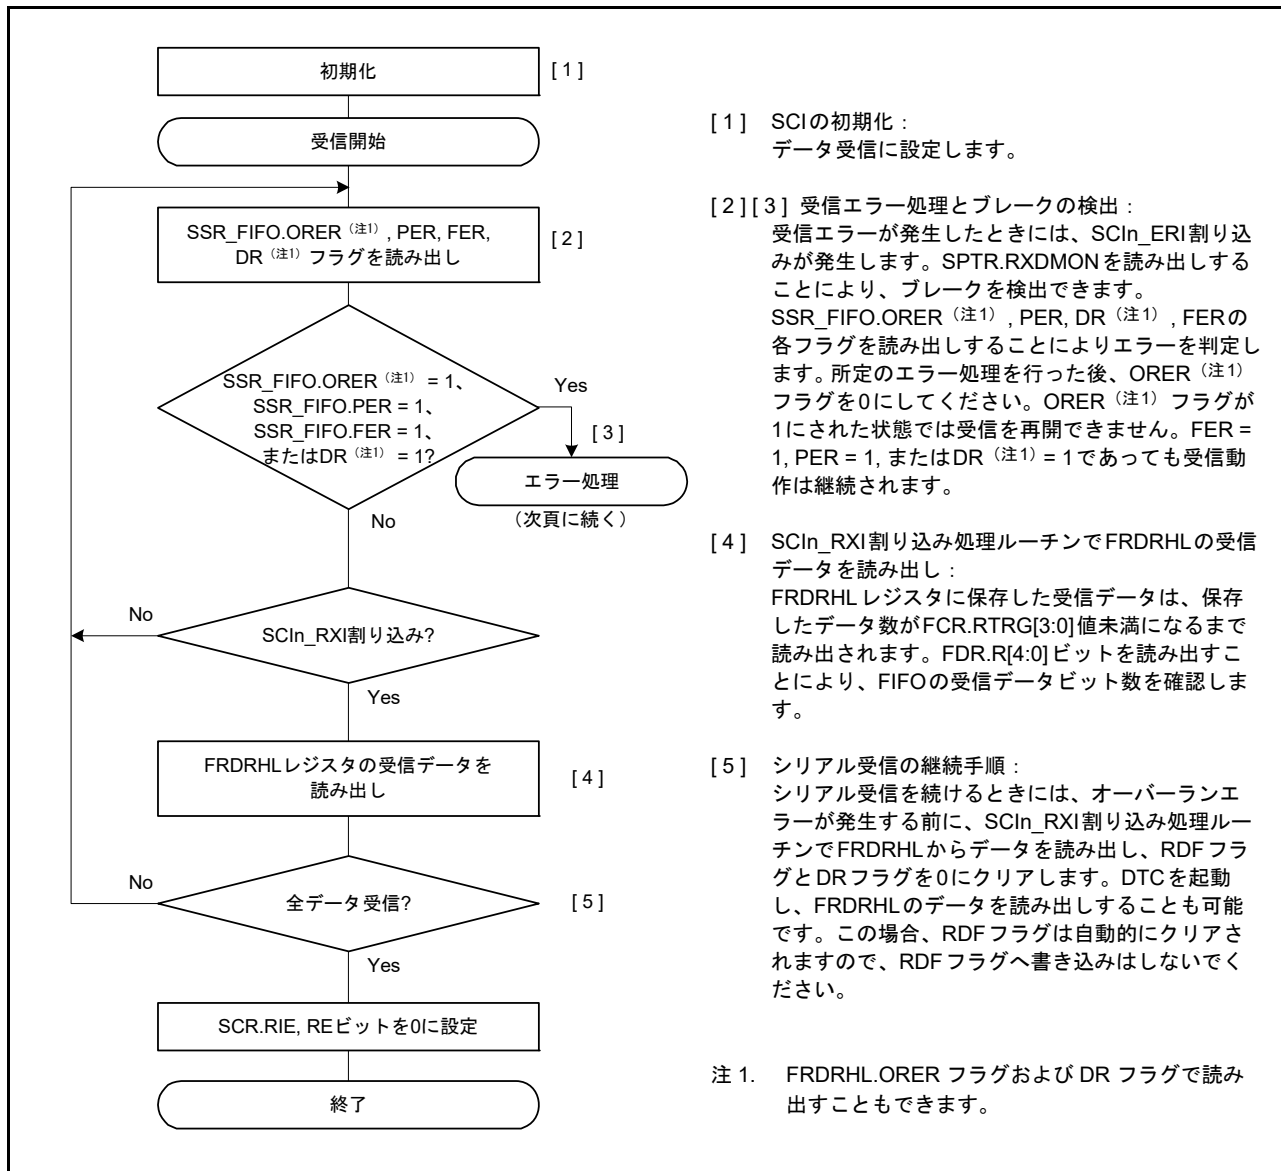 初期化
[ 1 ]
受信開始
SSR_FIFO.ORER（注1）, PER, FER,
DR（注1）フラグを読み出し
[ 2 ]
SSR_FIFO.ORER（注1）= 1、
SSR_FIFO.PER = 1、
SSR_FIFO.FER = 1、
またはDR（注1）= 1?
Yes
[ 3 ]
エラー処理
（次頁に続く）
No
No
SCIn_RXI割り込み?
Yes
FRDRHLレジスタの受信データを
読み出し
[ 4 ]
No
全データ受信?
[ 5 ]
Yes
SCR.RIE, REビットを0に設定
終了
[ 1 ] SCIの初期化：
データ受信に設定します。
[ 2 ] [ 3 ] 受信エラー処理とブレークの検出：
受信エラーが発生したときには、SCIn_ERI割り込
みが発生します。SPTR.RXDMONを読み出しする
ことにより、ブレークを検出できます。
SSR_FIFO.ORER（注1）, PER, DR（注1）, FERの
各フラグを読み出しすることによりエラーを判定し
ます。所定のエラー処理を行った後、ORER（注1）
フラグを0にしてください。ORER（注1）フラグが
1にされた状態では受信を再開できません。FER =
1, PER = 1, またはDR（注1）= 1であっても受信動
作は継続されます。
[ 4 ] SCIn_RXI割り込み処理ルーチンでFRDRHLの受信
データを読み出し：
FRDRHLレジスタに保存した受信データは、保存
したデータ数がFCR.RTRG[3:0]値未満になるまで
読み出されます。FDR.R[4:0]ビットを読み出すこ
とにより、FIFOの受信データビット数を確認しま
す。
[ 5 ] シリアル受信の継続手順：
シリアル受信を続けるときには、オーバーランエ
ラーが発生する前に、SCIn_RXI割り込み処理ルー
チンでFRDRHLからデータを読み出し、RDFフラ
グとDRフラグを0にクリアします。DTCを起動
し、FRDRHLのデータを読み出しすることも可能
です。この場合、RDFフラグは自動的にクリアさ
れますので、RDFフラグへ書き込みはしないでく
ださい。
注 1. FRDRHL.ORER フラグおよび DR フラグで読み
出すこともできます。